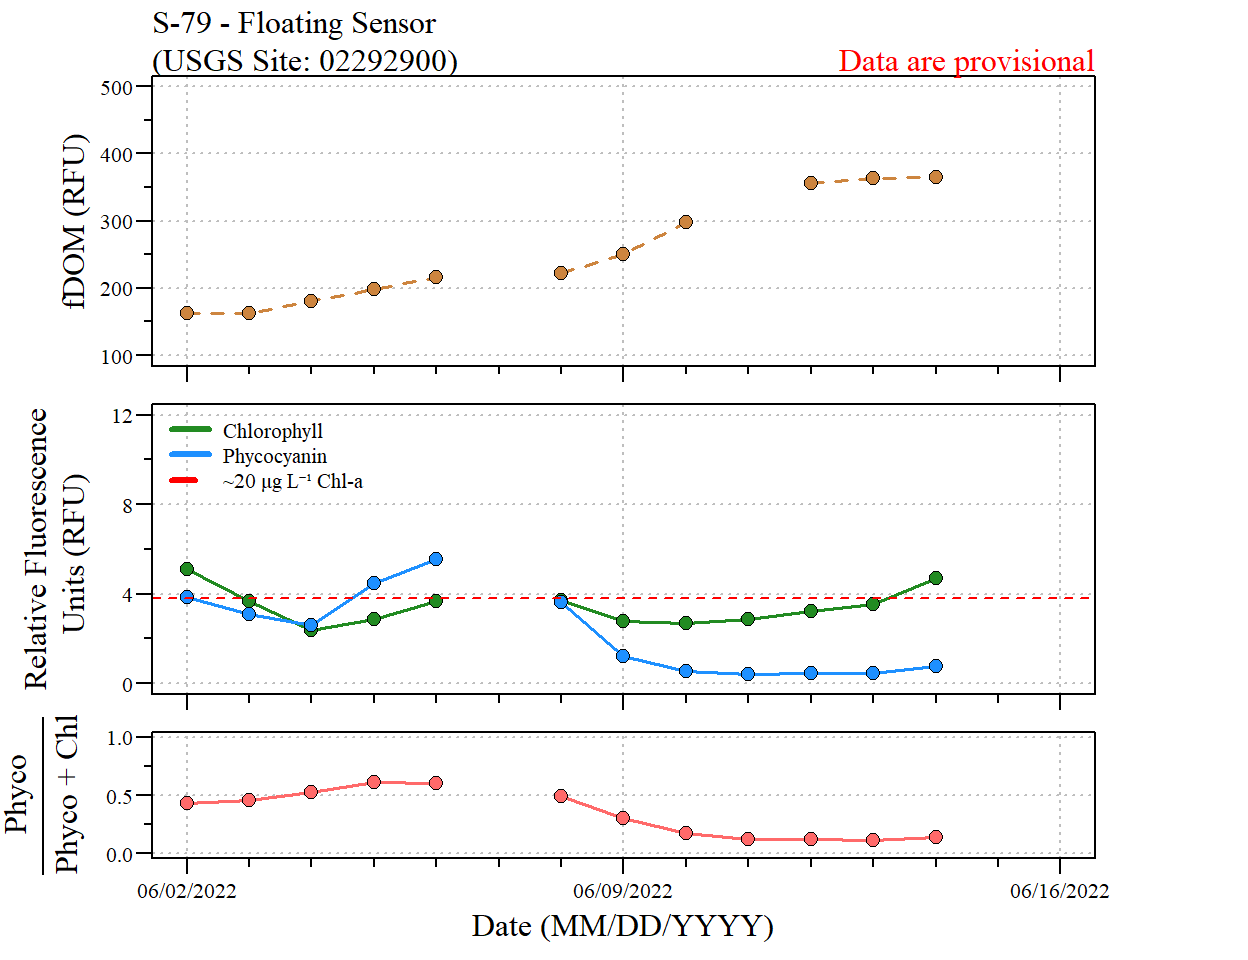 S-79 - Floating Sensor
(USGS Site: 02292900)
Data are provisional
500
400
300
200
100
fDOM (RFU)
12
8
4
0
Relative Fluorescence
Units (RFU)
Chlorophyll
Phycocyanin
~20 μg L⁻¹ Chl-a
1.0
0.5
0.0
Phyco
Phyco + Chl
06/02/2022
06/09/2022
06/16/2022
Date (MM/DD/YYYY)